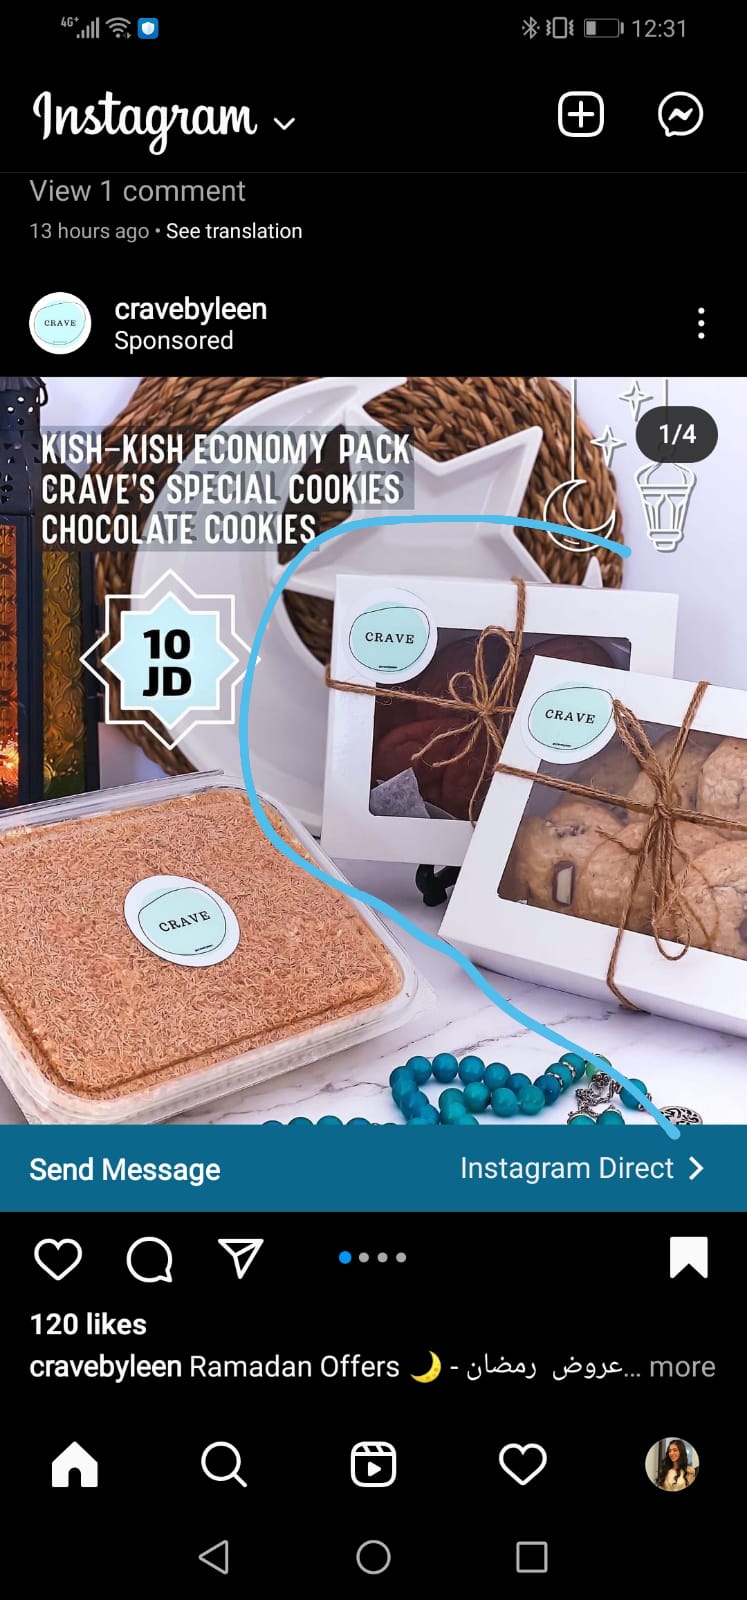 4G+ 12:31
Instagram
View 1 comment
13 hours ago • See translation
CRAVE
cravebyleen
Sponsored
1/4
KISH-KISH ECONOMY PACK
CRAVE'S SPECIAL COOKIES
CHOCOLATE COOKIES
10
JD
CRAVE
CRAVE
CRAVE
Send Message
Instagram Direct
120 likes
cravebyleen Ramadan Offers 🌙 - عروض رمضان... more